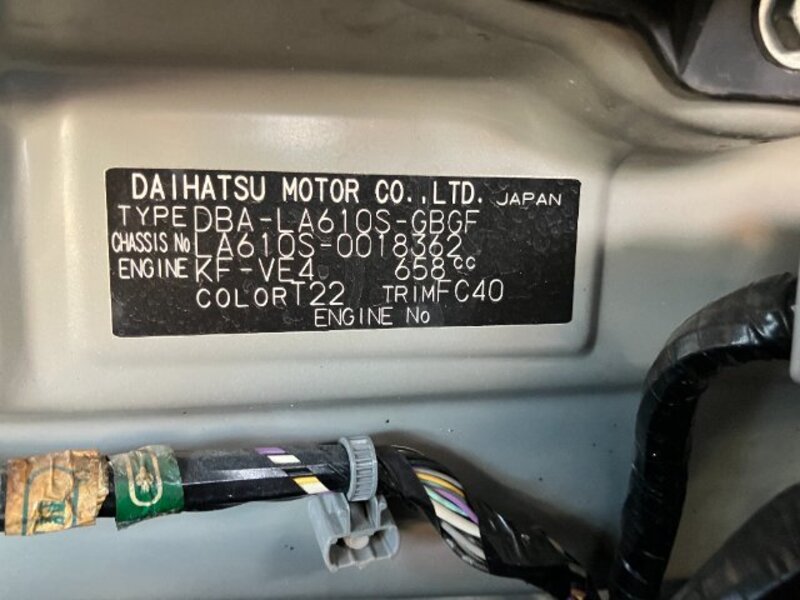 DAIHATSU MOTOR CO.,LTD. JAPAN
TYPE DBA-LA610S-GBGF
CHASSIS No LA610S-0018362
ENGINE KF-VE4 658cc
COLOR T22 TRIM FC40
ENGINE No